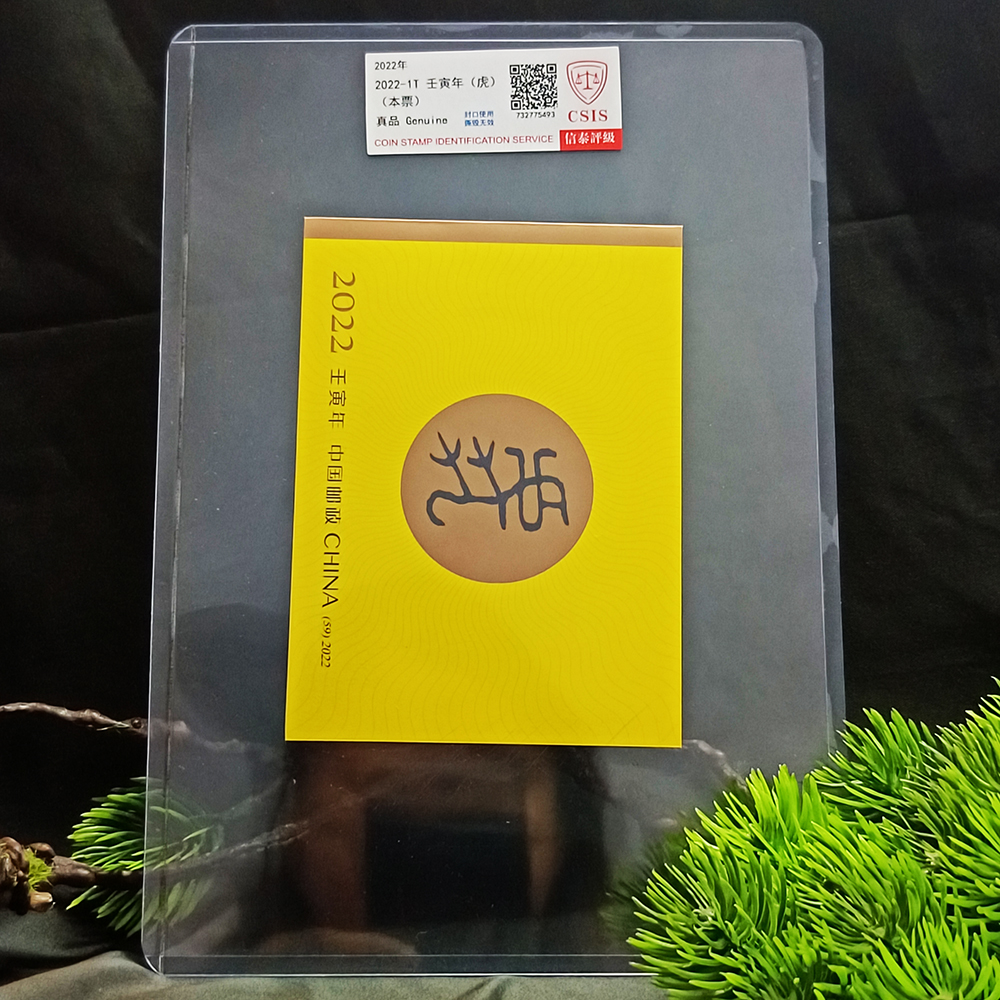 2022年
2022-1T 壬寅年（虎）
（本票）
真品 Genuine
封口使用
撕毁无效
732775493
CSIS
COIN STAMP IDENTIFICATION SERVICE
信泰評級
2022 壬寅年 中国邮政 CHINA (59) 2022